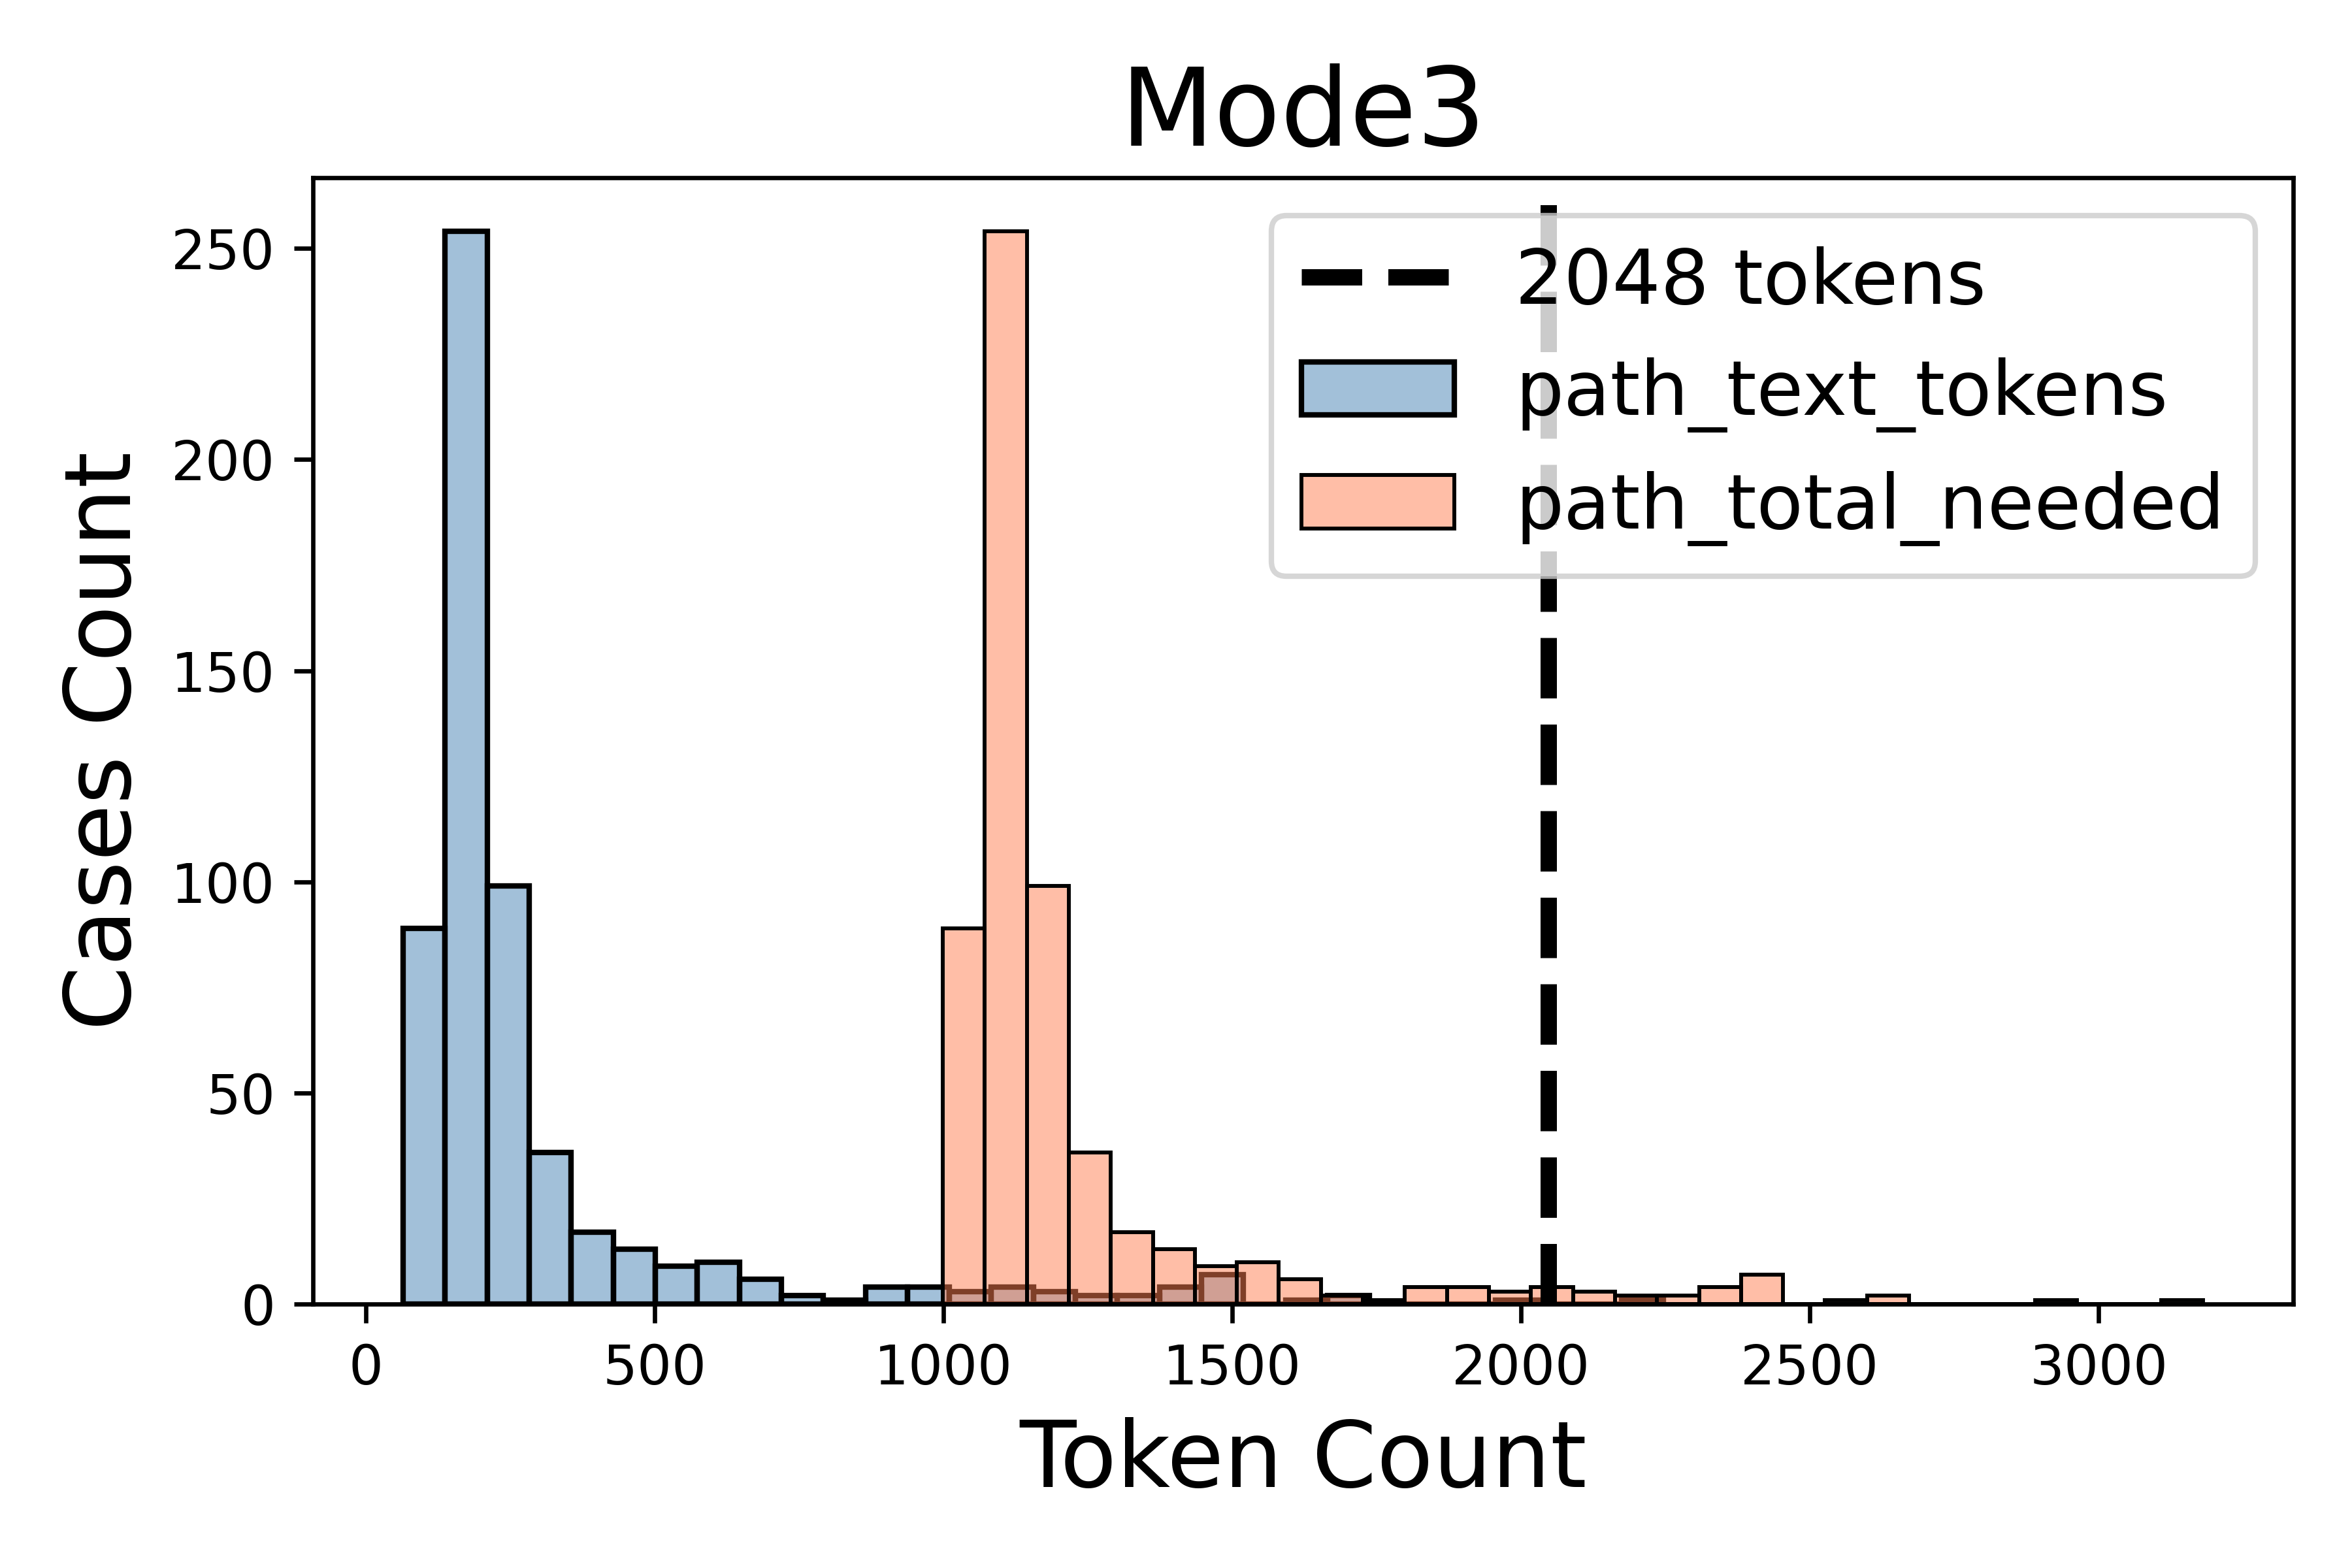 Mode3
2048 tokens
path_text_tokens
path_total_needed
Cases Count
250
200
150
100
50
0
0 500 1000 1500 2000 2500 3000
Token Count